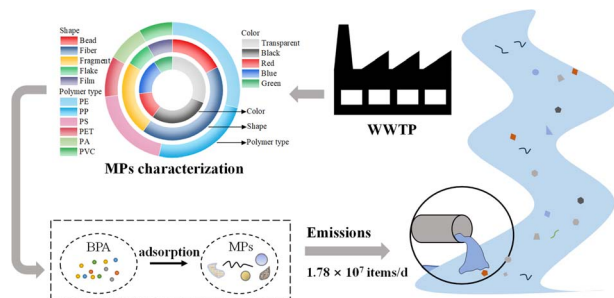 Shape
Bead
Fiber
Fragment
Flake
Film
Polymer type
PE
PP
PS
PET
PA
PVC
Color
Transparent
Black
Red
Blue
Green
Color
Shape
Polymer type
MPs characterization
WWTP
BPA
adsorption
MPs
Emissions
1.78 × 10⁷ items/d